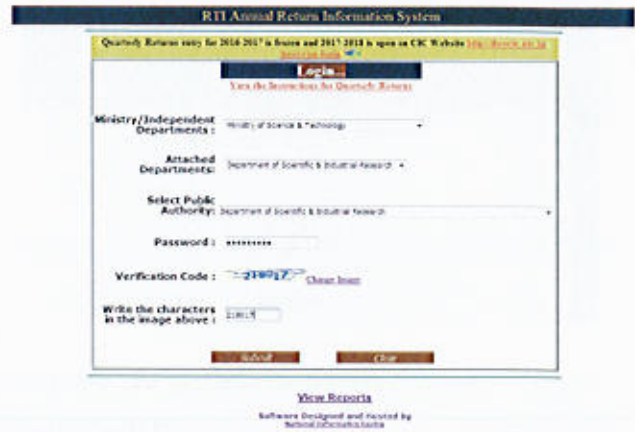 RTI Annual Return Information System
Quarterly Returns entry for 2016-2017 is frozen and 2017-2018 is open on CIC Website
Login..
View the Instructions for Quarterly Returns
Ministry/Independent Departments :
Ministry of Science & Technology
Attached Departments:
Department of Scientific & Industrial Research
Select Public Authority:
Department of Scientific & Industrial Research
Password :
Verification Code :
Change Image
Write the characters in the image above :
Submit
Clear
View Reports
Software Designed and Hosted by
National Informatics Centre